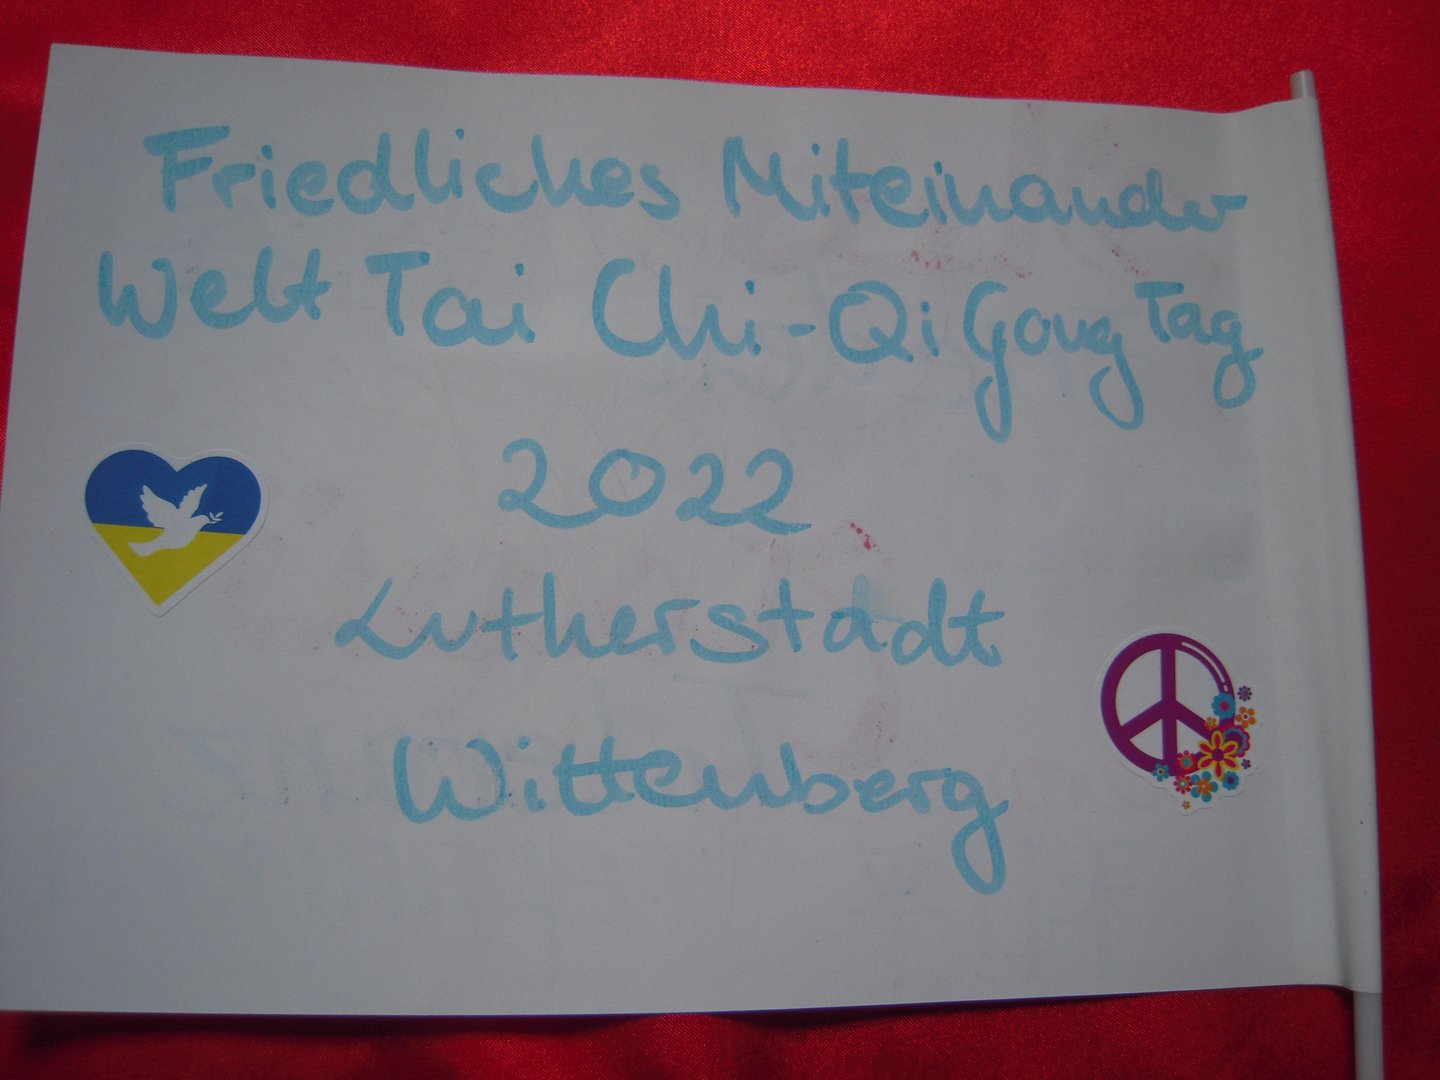 Friedliches Miteinander
Welt Tai Chi-Qi Gong Tag
2022
Lutherstadt
Wittenberg